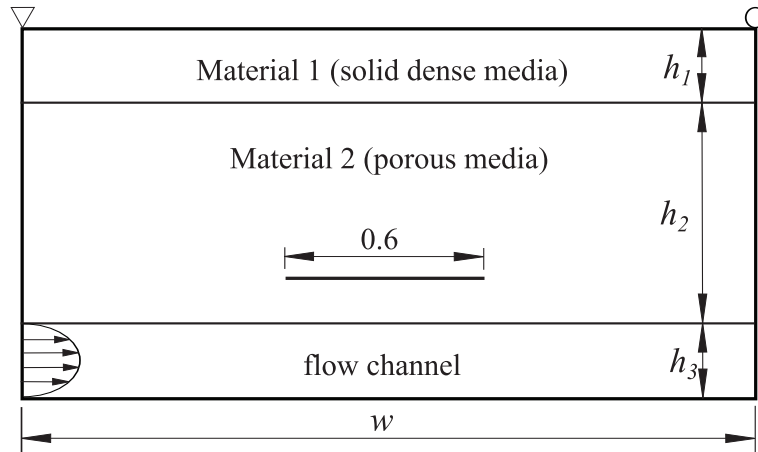 Material 1 (solid dense media)
h1
Material 2 (porous media)
h2
0.6
flow channel
h3
w